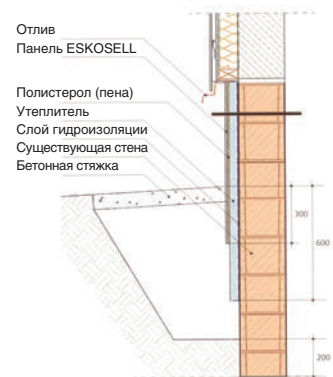 Отлив
Панель ESKOSELL
Полистерол (пена)
Утеплитель
Слой гидроизоляции
Существующая стена
Бетонная стяжка
300
600
200